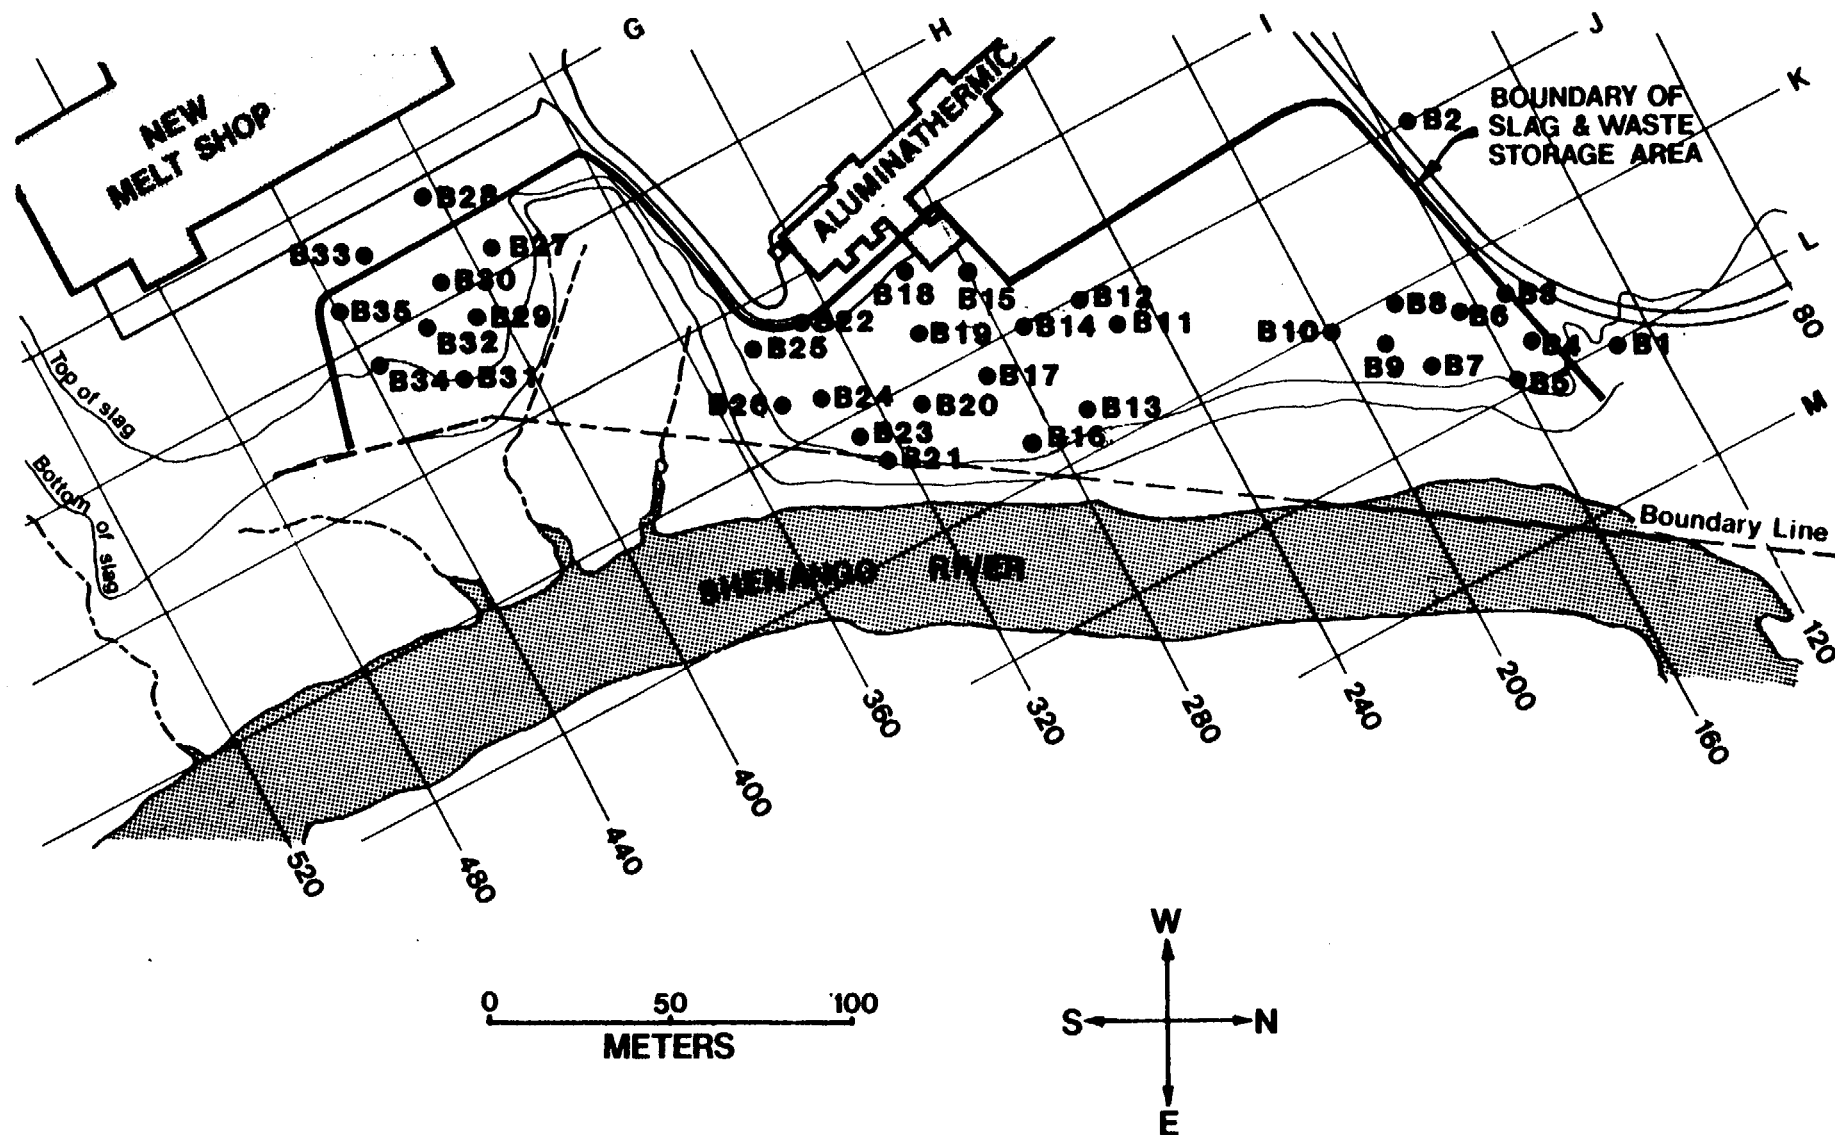 G
H
I
J
K
L
M
NEW
MELT SHOP
ALUMINATHERMIC
BOUNDARY OF
SLAG & WASTE
STORAGE AREA
B2
B28
B33
B27
B30
B35
B29
B32
B34
B31
B18
B15
B12
B22
B19
B14
B11
B25
B17
B26
B24
B20
B13
B23
B16
B21
B10
B8
B6
B3
B9
B7
B4
B1
B5
Top of slag
Bottom of slag
Boundary Line
SHENANGO RIVER
80
120
160
200
240
280
320
360
400
440
480
520
0 50 100
METERS
W
S N
E